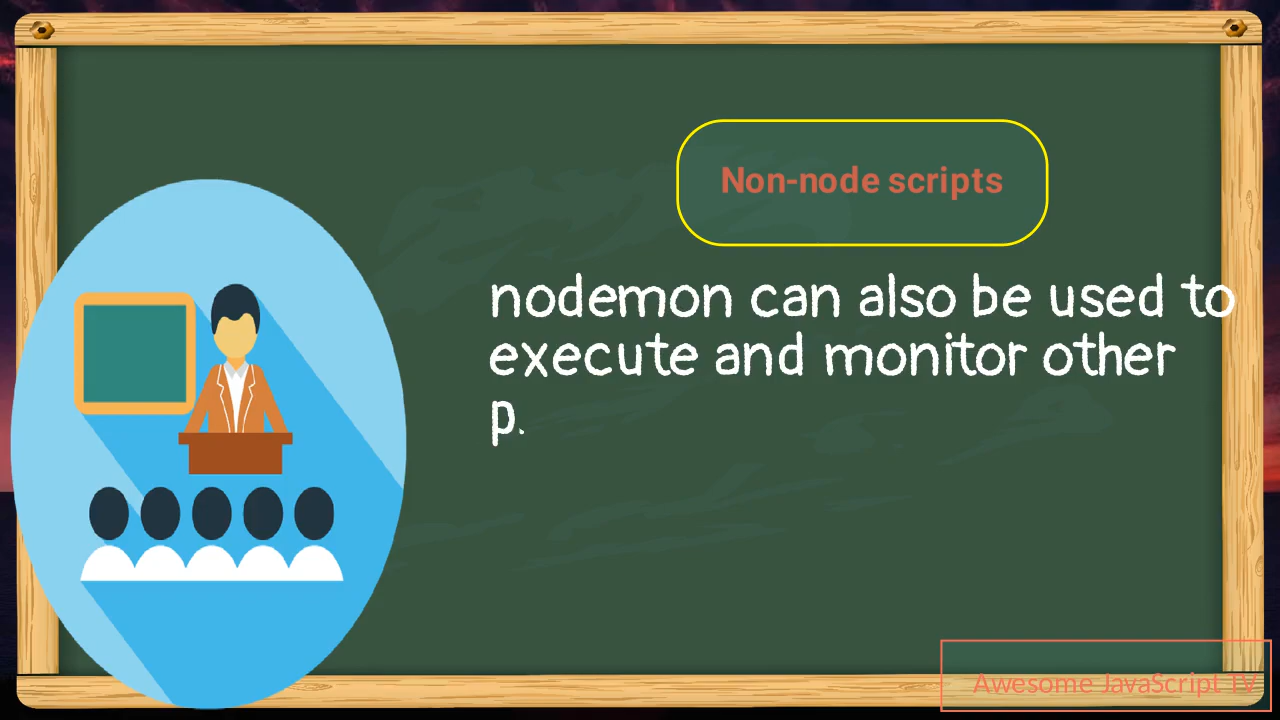 Non-node scripts
nodemon can also be used to
execute and monitor other
p.
Awesome JavaScript TV